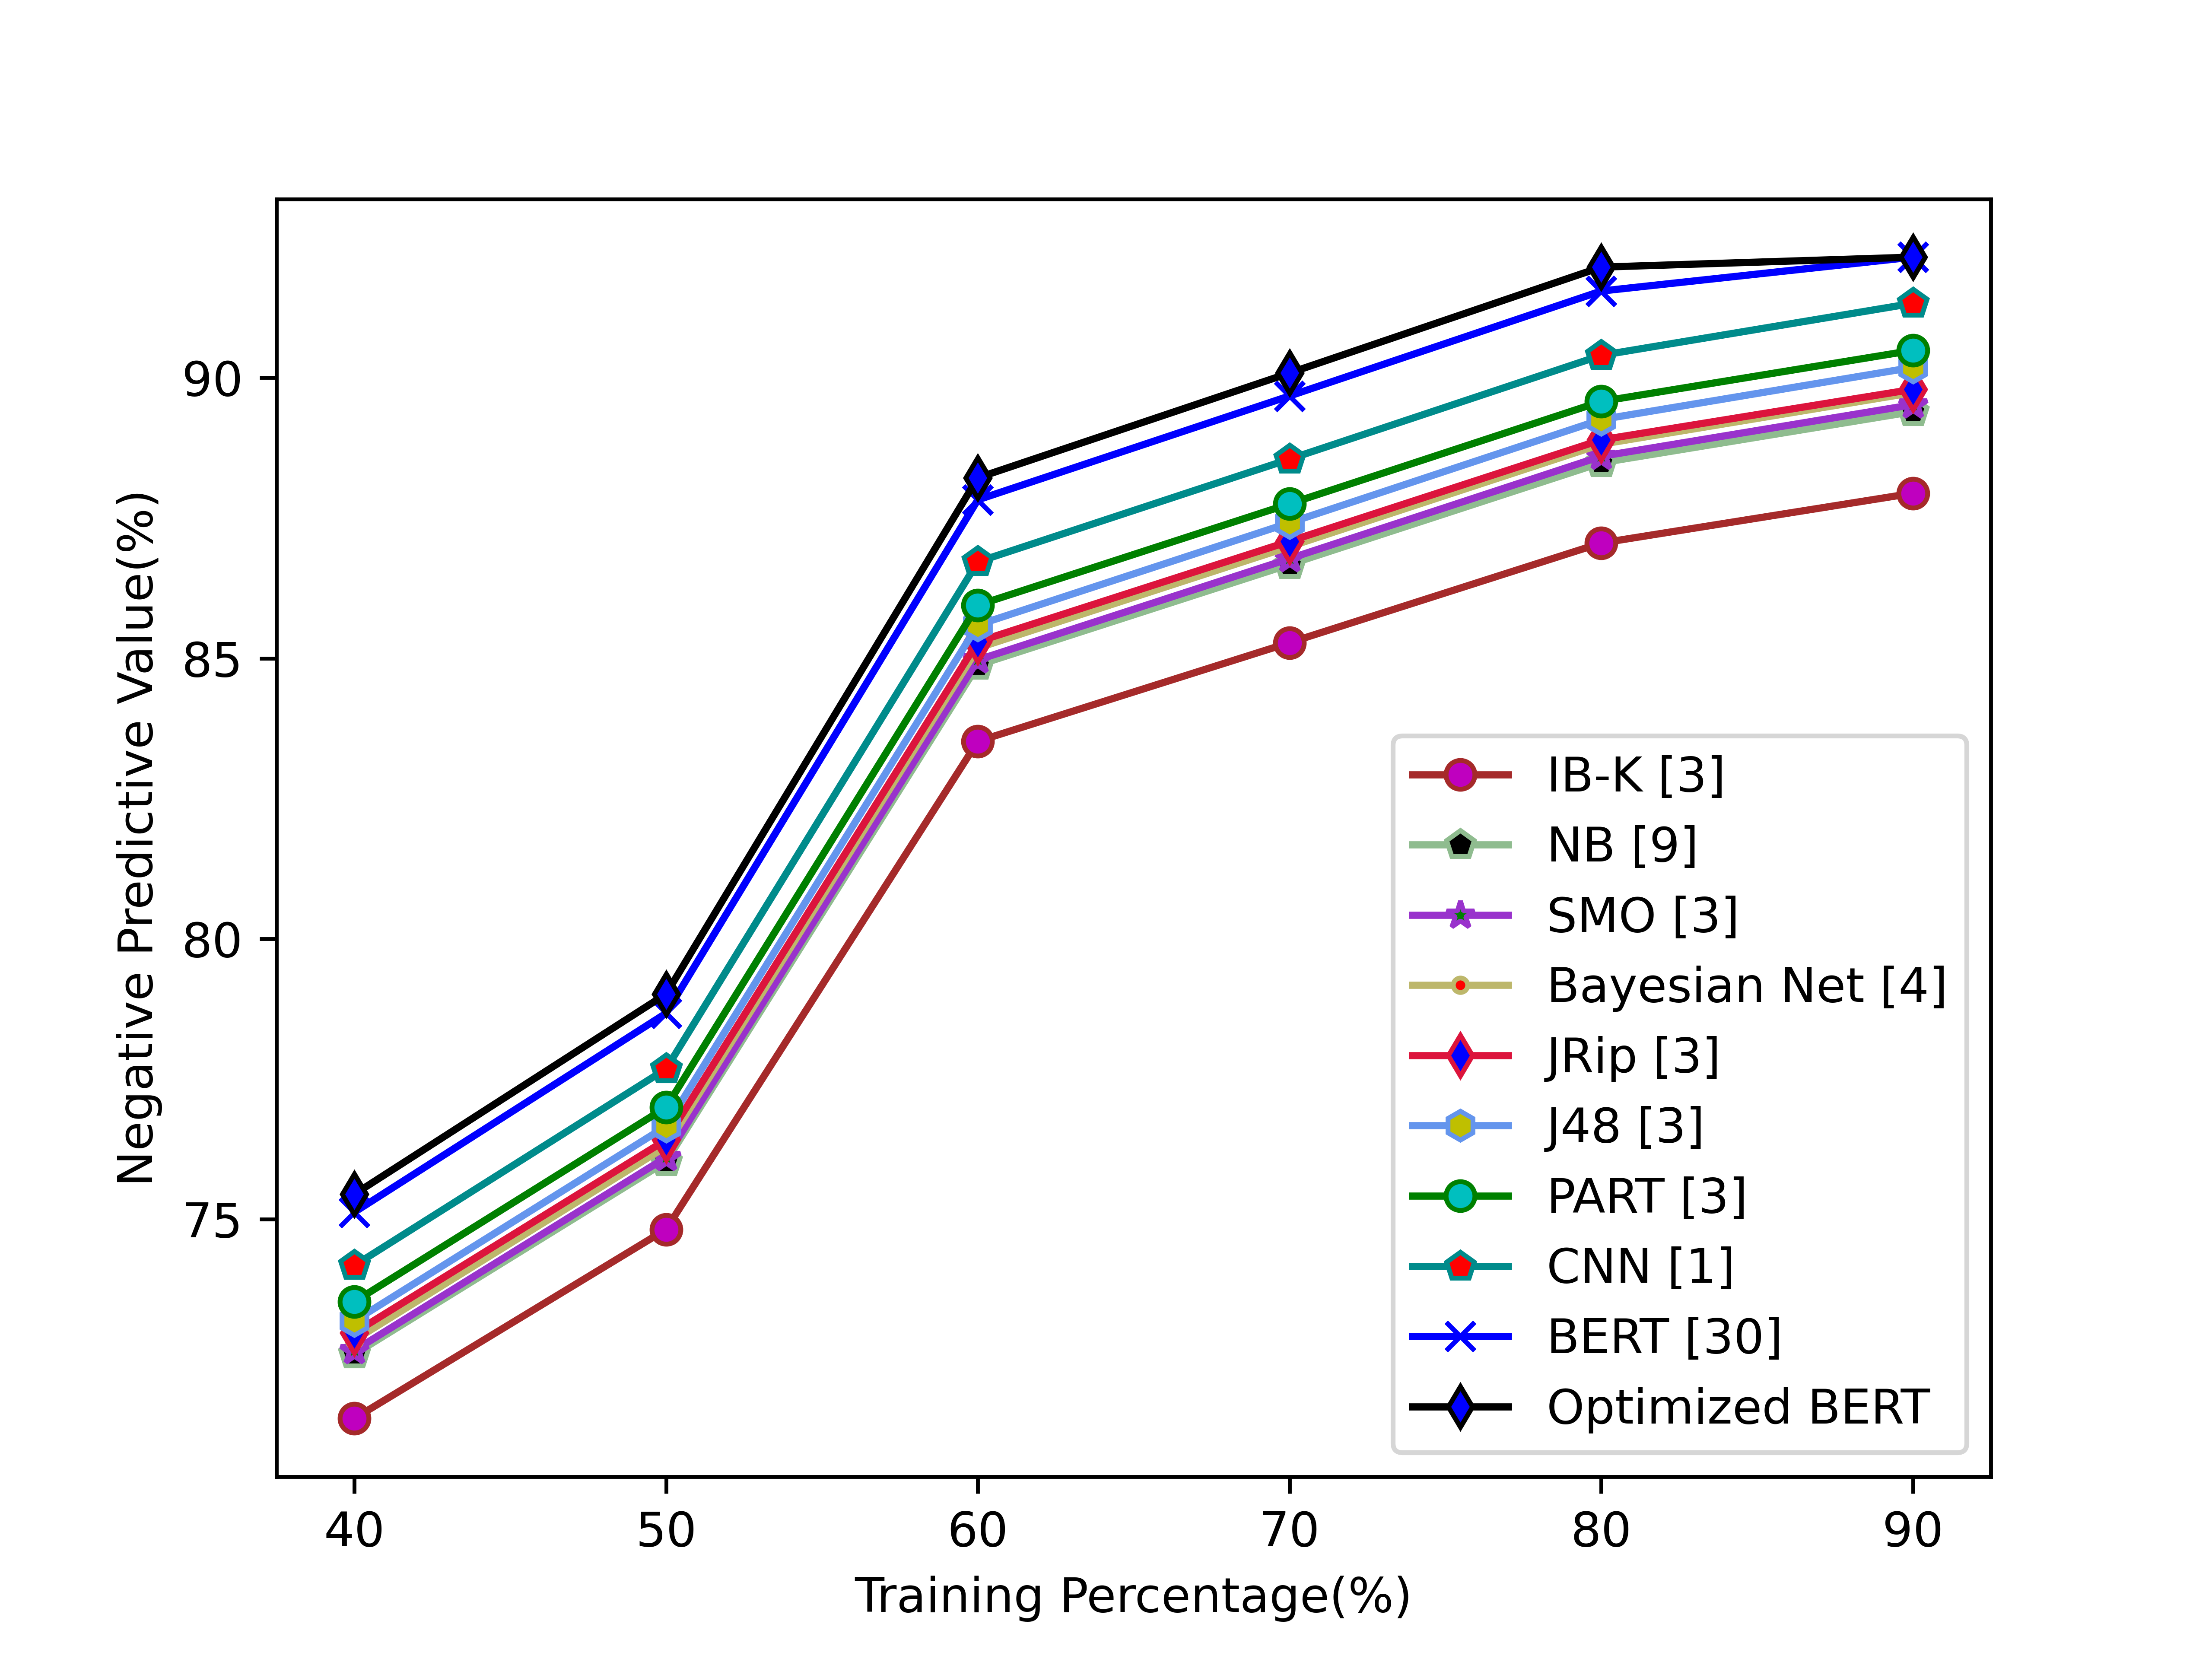 Negative Predictive Value(%)
90
85
80
75
IB-K [3]
NB [9]
SMO [3]
Bayesian Net [4]
JRip [3]
J48 [3]
PART [3]
CNN [1]
BERT [30]
Optimized BERT
40 50 60 70 80 90
Training Percentage(%)